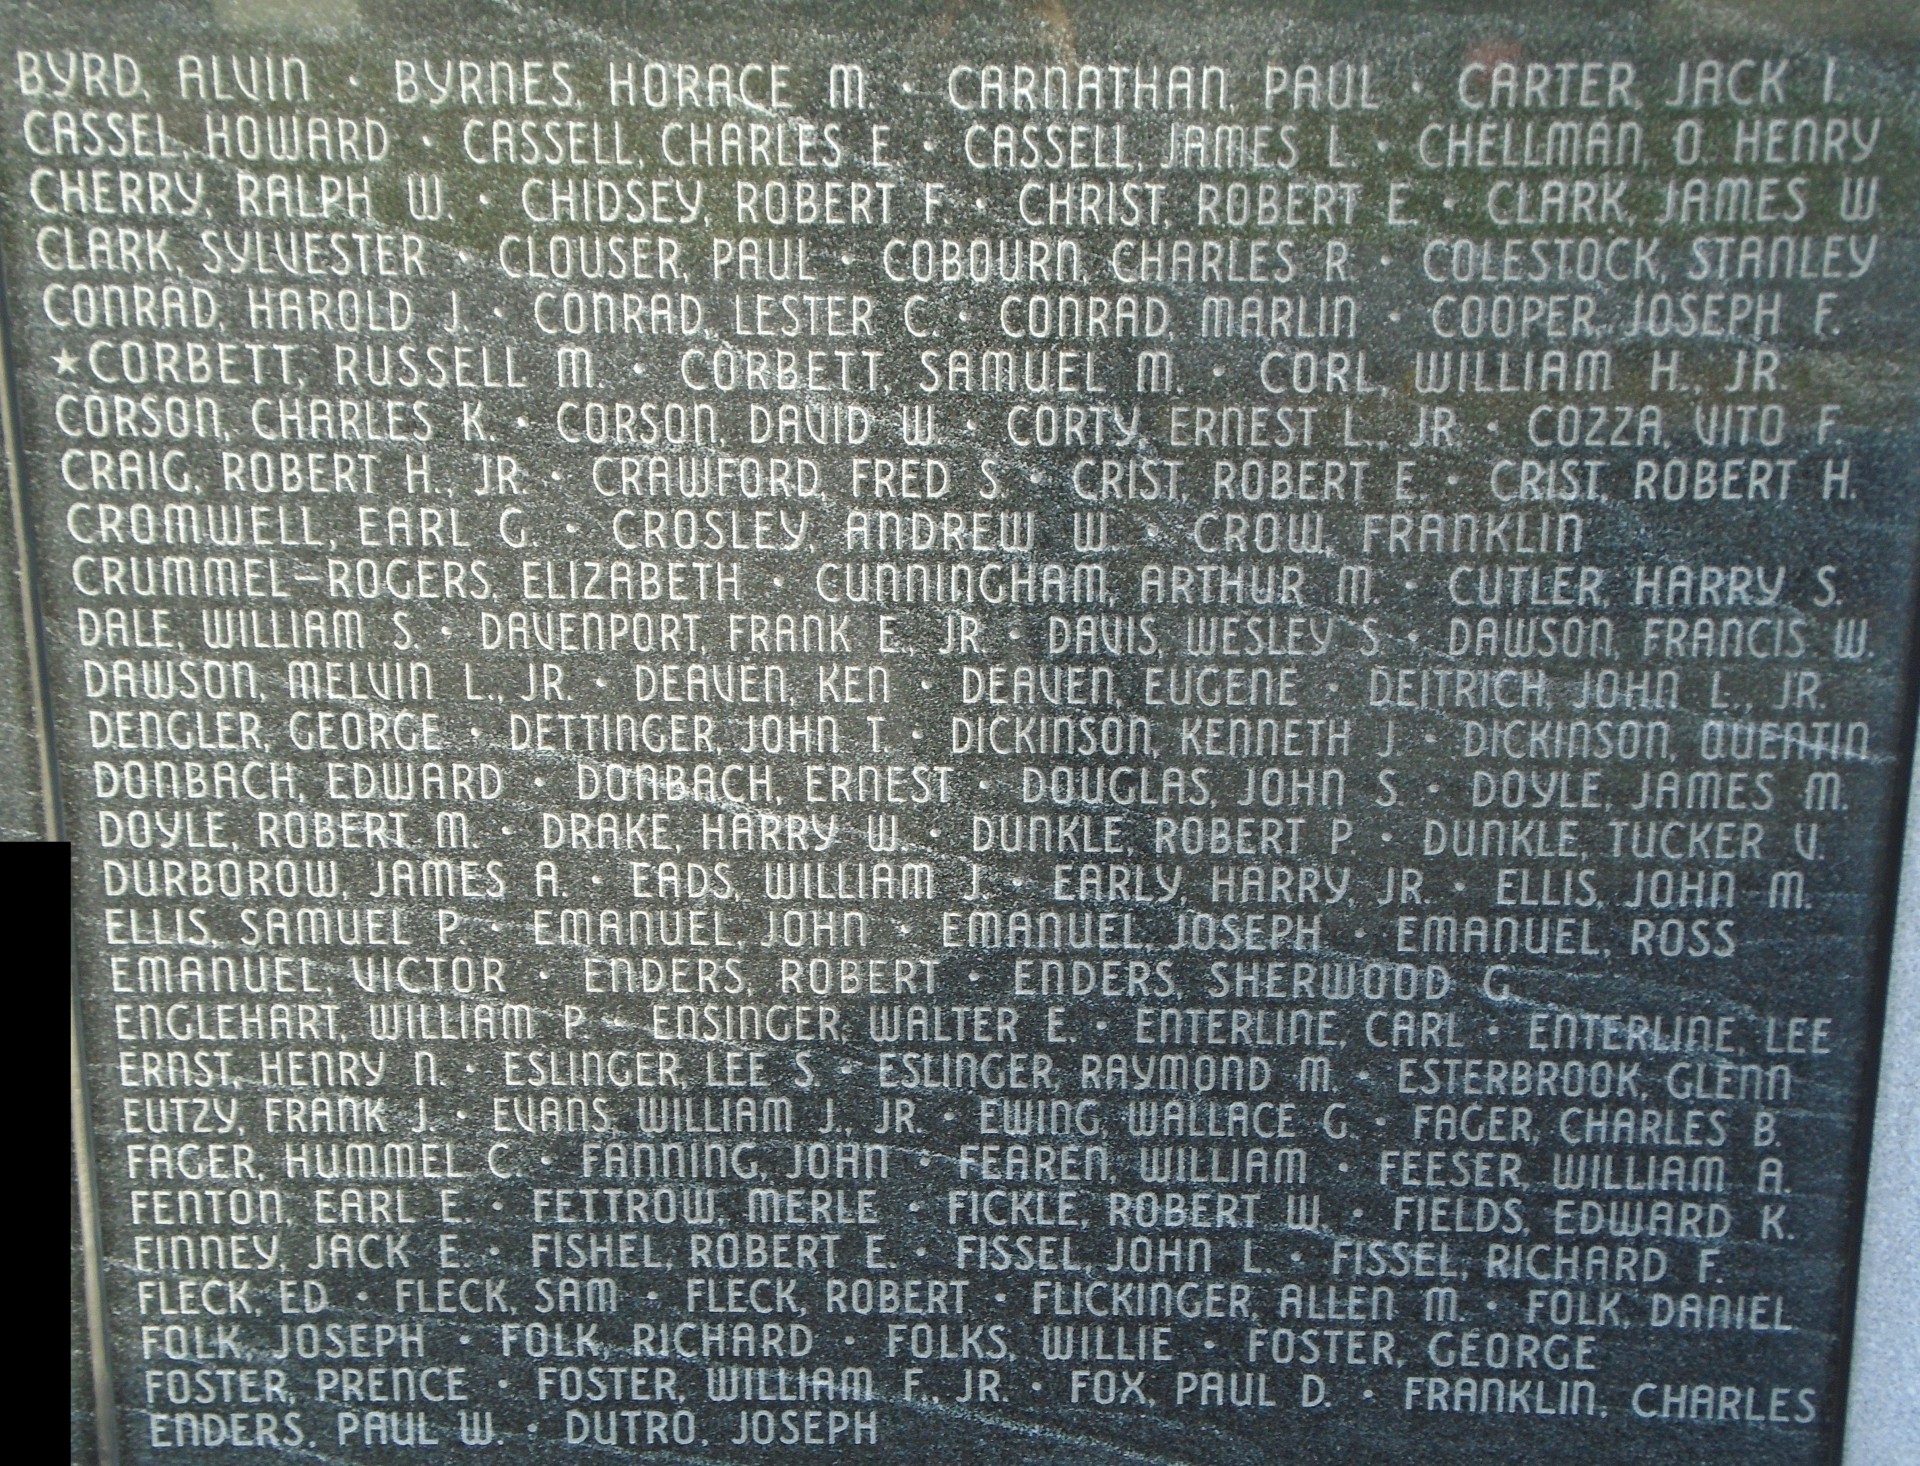 BYRD, ALVIN · BYRNES, HORACE M. · CARNATHAN, PAUL · CARTER, JACK I.
CASSEL, HOWARD · CASSELL, CHARLES E. · CASSELL, JAMES L. · CHELLMAN, O. HENRY
CHERRY, RALPH W. · CHIDSEY, ROBERT F. · CHRIST, ROBERT E. · CLARK, JAMES W.
CLARK, SYLVESTER · CLOUSER, PAUL · COBOURN, CHARLES R. · COLESTOCK, STANLEY
CONRAD, HAROLD J. · CONRAD, LESTER C. · CONRAD, MARLIN · COOPER, JOSEPH F.
★CORBETT, RUSSELL M. · CORBETT, SAMUEL M. · CORL, WILLIAM H., JR.
CORSON, CHARLES K. · CORSON, DAVID W. · CORTY, ERNEST L., JR. · COZZA, VITO F.
CRAIG, ROBERT H., JR. · CRAWFORD, FRED S. · CRIST, ROBERT E. · CRIST, ROBERT H.
CROMWELL, EARL G. · CROSLEY, ANDREW W. · CROW, FRANKLIN
CRUMMEL-ROGERS, ELIZABETH · CUNNINGHAM, ARTHUR M. · CUTLER, HARRY S.
DALE, WILLIAM S. · DAVENPORT, FRANK E., JR. · DAVIS, WESLEY S. · DAWSON, FRANCIS W.
DAWSON, MELVIN L., JR. · DEAVEN, KEN · DEAVEN, EUGENE · DEITRICH, JOHN L., JR.
DENGLER, GEORGE · DETTINGER, JOHN T. · DICKINSON, KENNETH J. · DICKINSON, QUENTIN
DONBACH, EDWARD · DONBACH, ERNEST · DOUGLAS, JOHN S. · DOYLE, JAMES M.
DOYLE, ROBERT M. · DRAKE, HARRY W. · DUNKLE, ROBERT P. · DUNKLE, TUCKER V.
DURBOROW, JAMES A. · EADS, WILLIAM J. · EARLY, HARRY, JR. · ELLIS, JOHN M.
ELLIS, SAMUEL P. · EMANUEL, JOHN · EMANUEL, JOSEPH · EMANUEL, ROSS
EMANUEL, VICTOR · ENDERS, ROBERT · ENDERS, SHERWOOD G.
ENGLEHART, WILLIAM P. · ENSINGER, WALTER E. · ENTERLINE, CARL · ENTERLINE, LEE
ERNST, HENRY N. · ESLINGER, LEE S. · ESLINGER, RAYMOND M. · ESTERBROOK, GLENN
EUTZY, FRANK J. · EVANS, WILLIAM J., JR. · EWING, WALLACE G. · FAGER, CHARLES B.
FAGER, HUMMEL C. · FANNING, JOHN · FEAREN, WILLIAM · FEESER, WILLIAM A.
FENTON, EARL E. · FETTROW, MERLE · FICKLE, ROBERT W. · FIELDS, EDWARD K.
FINNEY, JACK E. · FISHEL, ROBERT E. · FISSEL, JOHN L. · FISSEL, RICHARD F.
FLECK, ED · FLECK, SAM · FLECK, ROBERT · FLICKINGER, ALLEN M. · FOLK, DANIEL
FOLK, JOSEPH · FOLK, RICHARD · FOLKS, WILLIE · FOSTER, GEORGE
FOSTER, PRENCE · FOSTER, WILLIAM F., JR. · FOX, PAUL D. · FRANKLIN, CHARLES
ENDERS, PAUL W. · DUTRO, JOSEPH